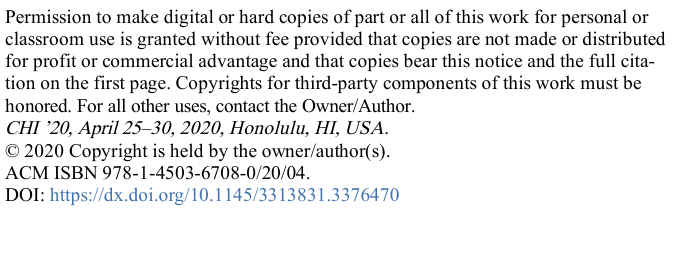 Permission to make digital or hard copies of part or all of this work for personal or
classroom use is granted without fee provided that copies are not made or distributed
for profit or commercial advantage and that copies bear this notice and the full cita-
tion on the first page. Copyrights for third-party components of this work must be
honored. For all other uses, contact the Owner/Author.
CHI ’20, April 25–30, 2020, Honolulu, HI, USA.
© 2020 Copyright is held by the owner/author(s).
ACM ISBN 978-1-4503-6708-0/20/04.
DOI: https://dx.doi.org/10.1145/3313831.3376470